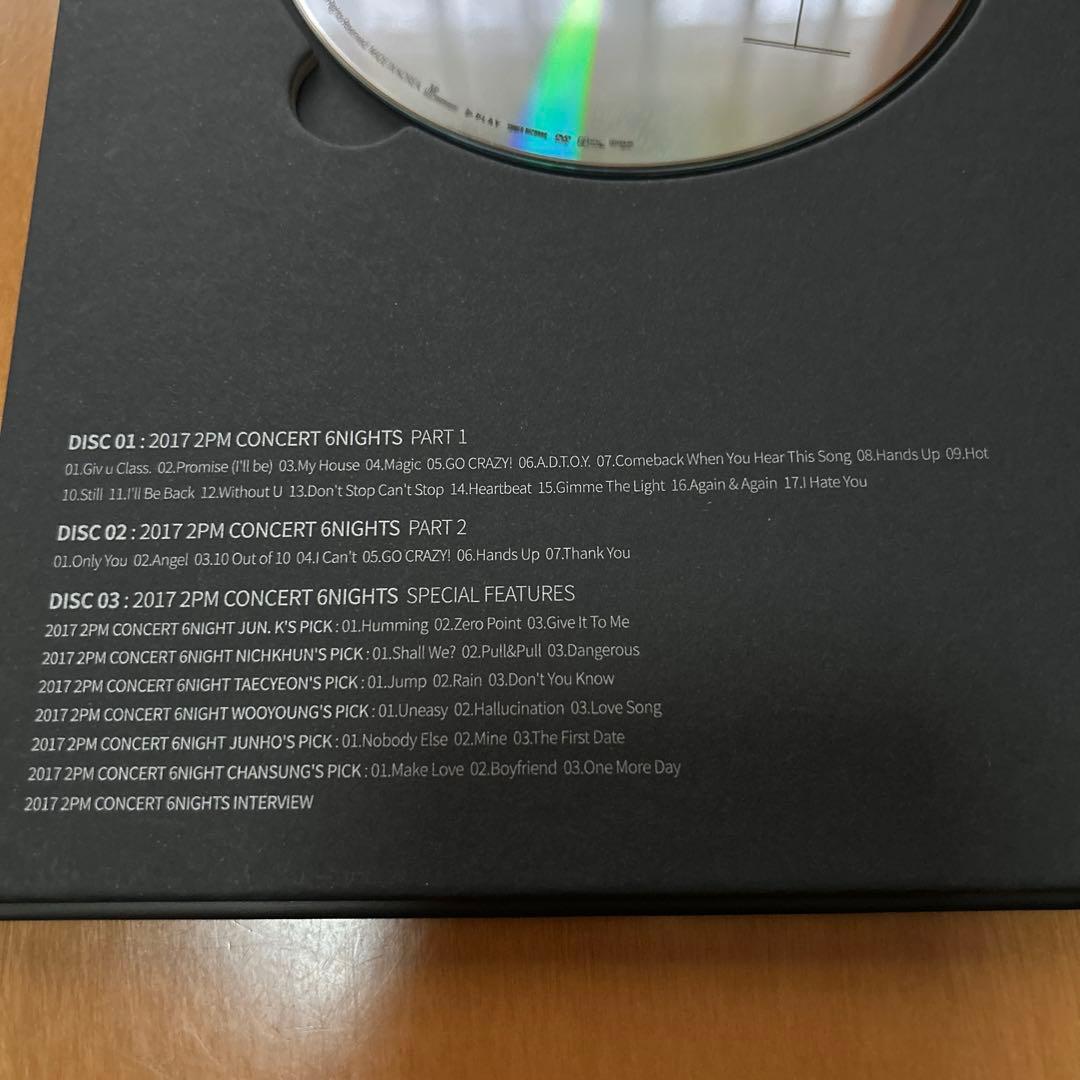 MADE IN KOREA
PLAY DVD
DISC 01 : 2017 2PM CONCERT 6NIGHTS PART 1
01.Giv u Class. 02.Promise (I'll be) 03.My House 04.Magic 05.GO CRAZY! 06.A.D.T.O.Y. 07.Comeback When You Hear This Song 08.Hands Up 09.Hot
10.Still 11.I'll Be Back 12.Without U 13.Don't Stop Can't Stop 14.Heartbeat 15.Gimme The Light 16.Again & Again 17.I Hate You
DISC 02 : 2017 2PM CONCERT 6NIGHTS PART 2
01.Only You 02.Angel 03.10 Out of 10 04.I Can't 05.GO CRAZY! 06.Hands Up 07.Thank You
DISC 03 : 2017 2PM CONCERT 6NIGHTS SPECIAL FEATURES
2017 2PM CONCERT 6NIGHT JUN. K'S PICK : 01.Humming 02.Zero Point 03.Give It To Me
2017 2PM CONCERT 6NIGHT NICHKHUN'S PICK : 01.Shall We? 02.Pull&Pull 03.Dangerous
2017 2PM CONCERT 6NIGHT TAECYEON'S PICK : 01.Jump 02.Rain 03.Don't You Know
2017 2PM CONCERT 6NIGHT WOOYOUNG'S PICK : 01.Uneasy 02.Hallucination 03.Love Song
2017 2PM CONCERT 6NIGHT JUNHO'S PICK : 01.Nobody Else 02.Mine 03.The First Date
2017 2PM CONCERT 6NIGHT CHANSUNG'S PICK : 01.Make Love 02.Boyfriend 03.One More Day
2017 2PM CONCERT 6NIGHTS INTERVIEW